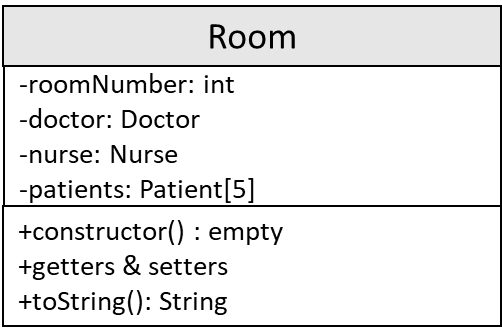 Room
-roomNumber: int
-doctor: Doctor
-nurse: Nurse
-patients: Patient[5]
+constructor() : empty
+getters & setters
+toString(): String